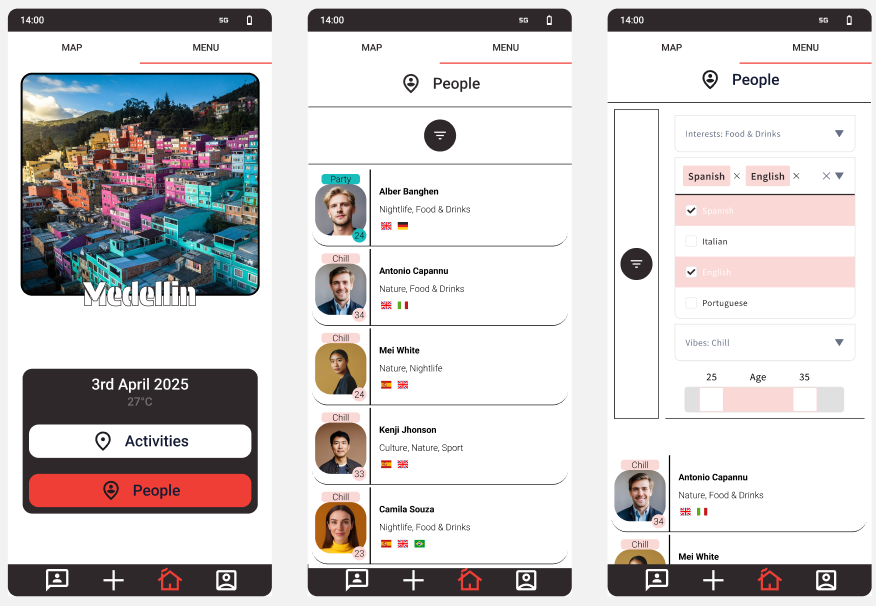 14:00
5G
MAP
MENU
Medellin
3rd April 2025
27°C
Activities
People
14:00
5G
MAP
MENU
People
Party
24
Alber Banghen
Nightlife, Food & Drinks
Chill
34
Antonio Capannu
Nature, Food & Drinks
Chill
24
Mei White
Nature, Nightlife
Chill
33
Kenji Jhonson
Culture, Nature, Sport
Chill
23
Camila Souza
Nightlife, Food & Drinks
14:00
5G
MAP
MENU
People
Interests: Food & Drinks
Spanish × English ×
Spanish
Italian
English
Portuguese
Vibes: Chill
25 Age 35
Chill
34
Antonio Capannu
Nature, Food & Drinks
Chill
Mei White